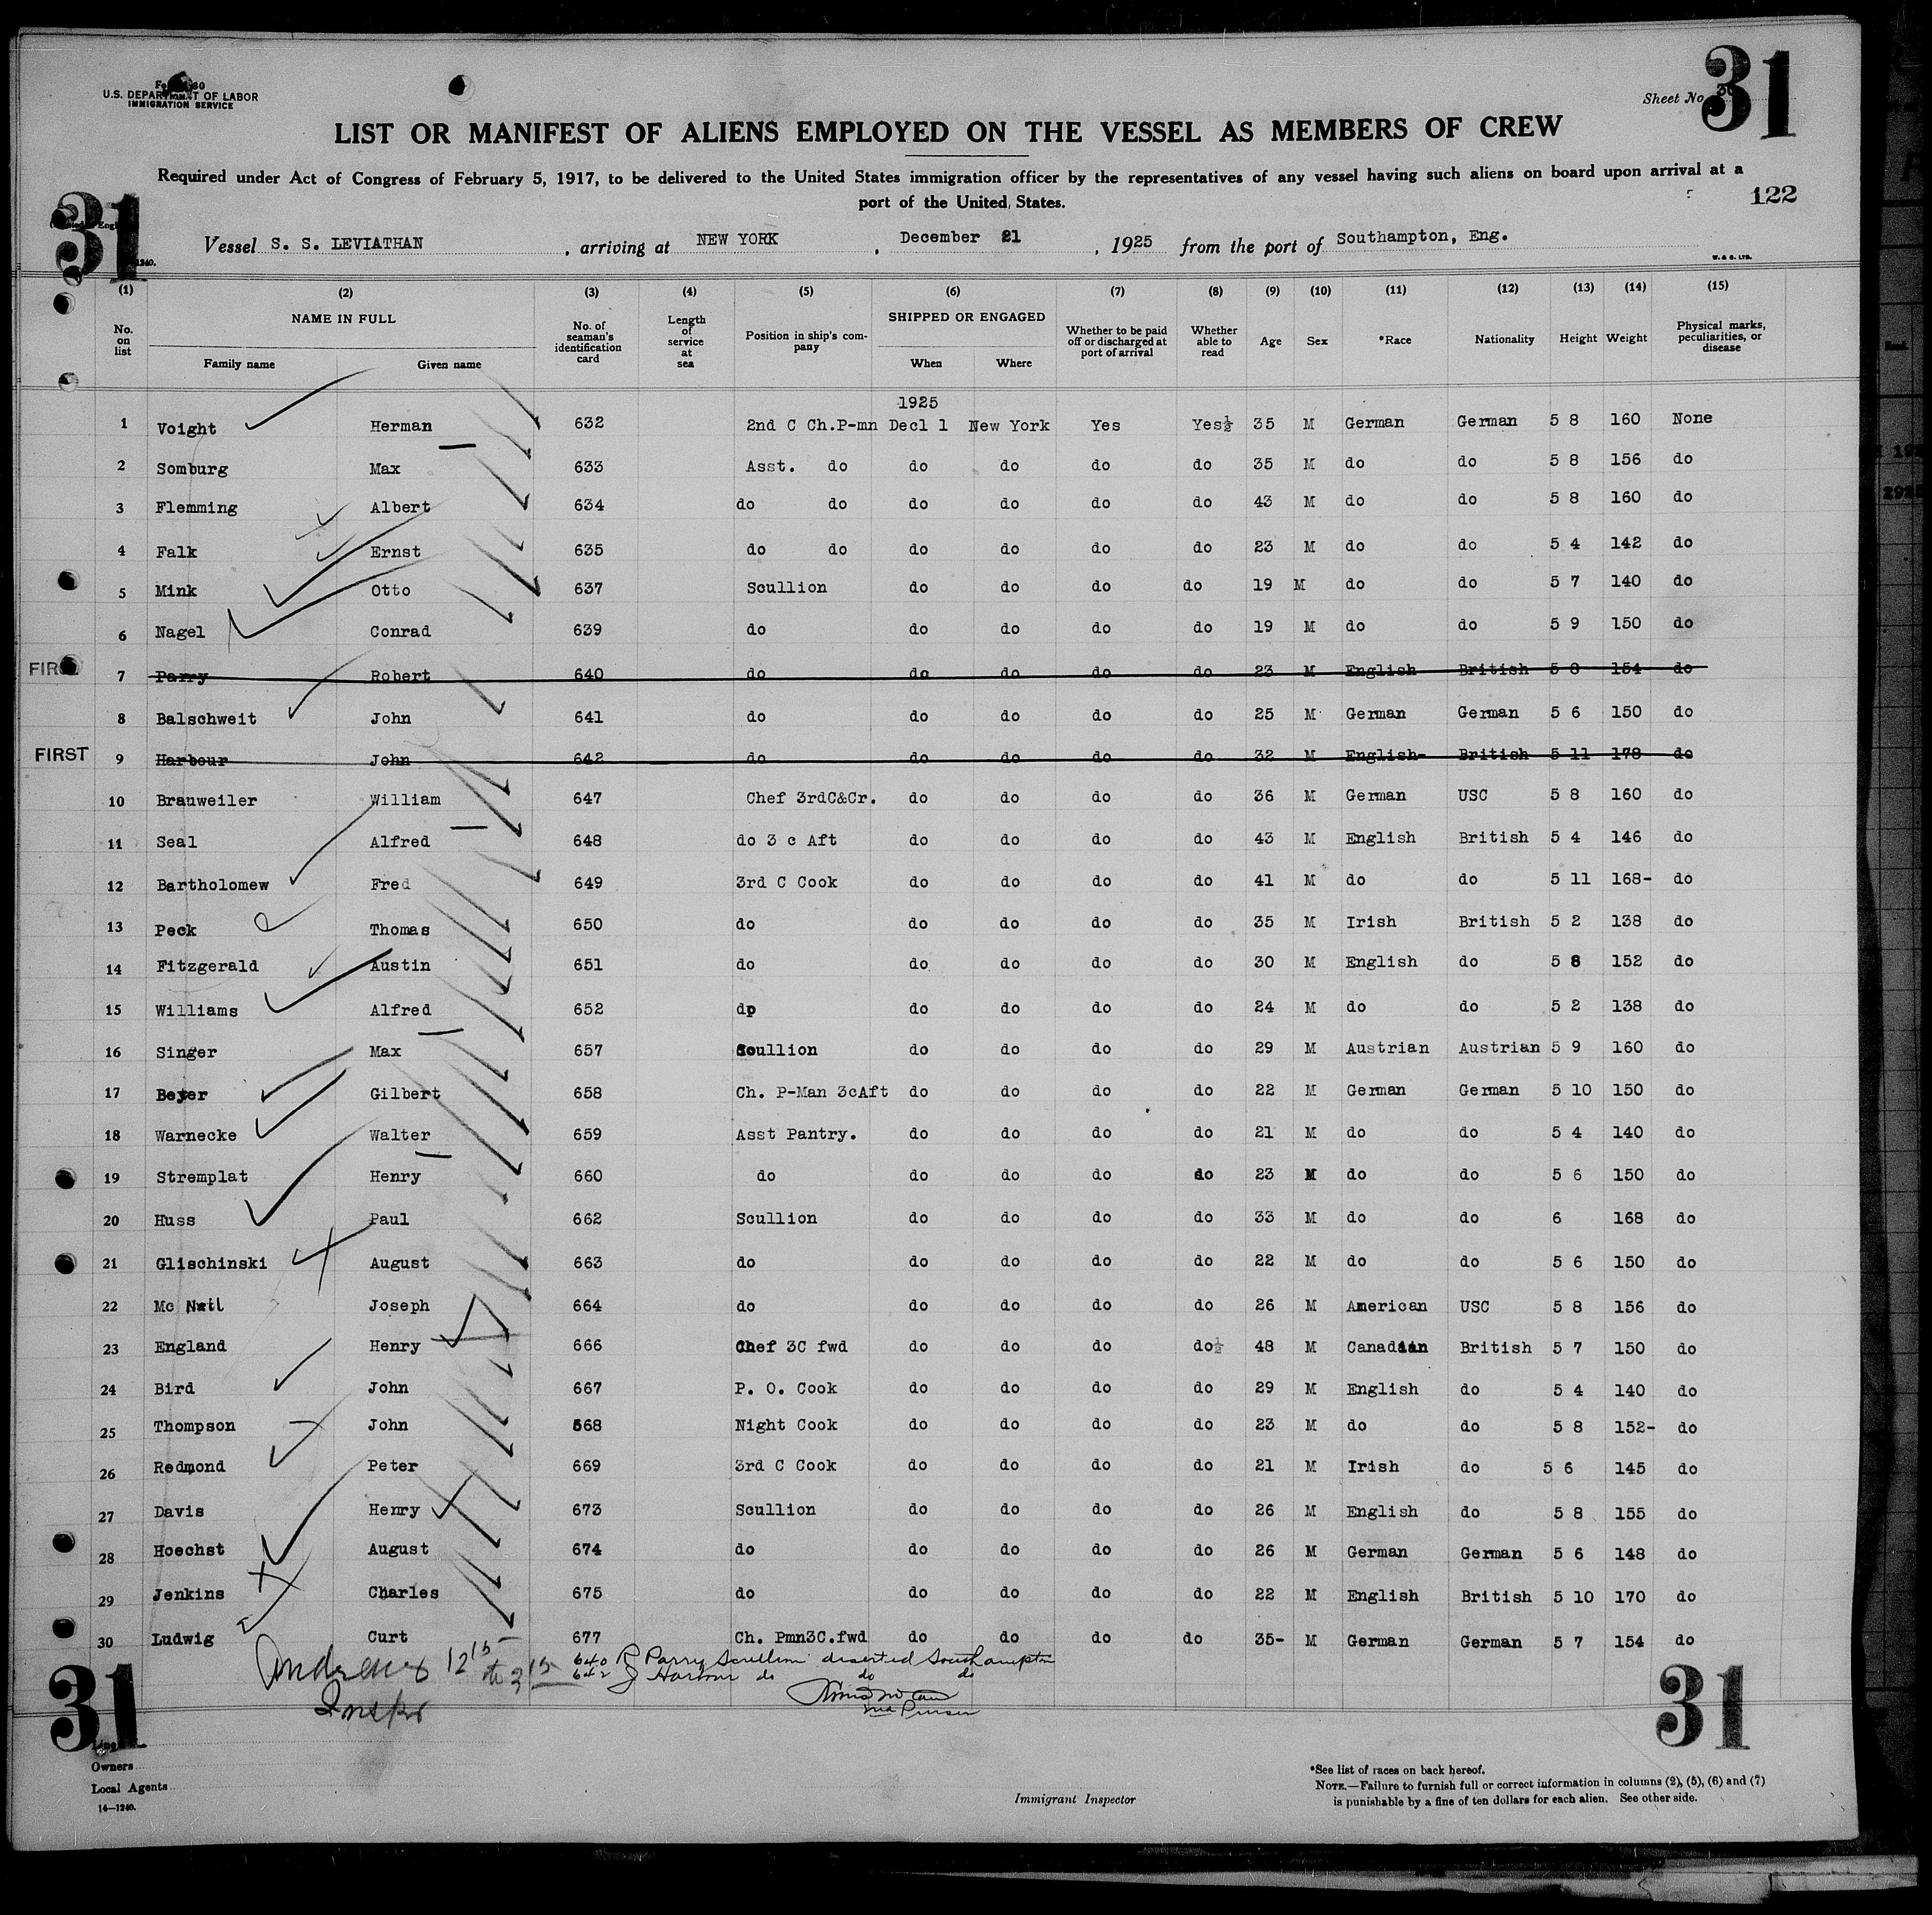 U.S. DEPARTMENT OF LABOR
IMMIGRATION SERVICE
Sheet No.
31
LIST OR MANIFEST OF ALIENS EMPLOYED ON THE VESSEL AS MEMBERS OF CREW
Required under Act of Congress of February 5, 1917, to be delivered to the United States immigration officer by the representatives of any vessel having such aliens on board upon arrival at a
port of the United States.
122
31
Vessel S. S. LEVIATHAN , arriving at NEW YORK , December 21 , 1925 from the port of Southampton, Eng.
W. & G. LTD.
(1) (2) (3) (4) (5) (6) (7) (8) (9) (10) (11) (12) (13) (14) (15)
No. on list NAME IN FULL Family name Given name No. of seaman's identification card Length of service at sea Position in ship's company SHIPPED OR ENGAGED When Where Whether to be paid off or discharged at port of arrival Whether able to read Age Sex *Race Nationality Height Weight Physical marks, peculiarities, or disease
1925
1 Voight Herman 632 2nd C Ch.P-mn Decl 1 New York Yes Yes½ 35 M German German 5 8 160 None
2 Somburg Max 633 Asst. do do do do do 35 M do do 5 8 156 do
3 Flemming Albert 634 do do do do do do 43 M do do 5 8 160 do
4 Falk Ernst 635 do do do do do do 23 M do do 5 4 142 do
5 Mink Otto 637 Scullion do do do do 19 M do do 5 7 140 do
6 Nagel Conrad 639 do do do do do 19 M do do 5 9 150 do
FIRST 7 Parry Robert 640 do do do do do 23 M English British 5 8 154 do
8 Balschweit John 641 do do do do do 25 M German German 5 6 150 do
FIRST 9 Harbour John 642 do do do do do 32 M English- British 5 11 178 do
10 Brauweiler William 647 Chef 3rdC&Cr. do do do do 36 M German USC 5 8 160 do
11 Seal Alfred 648 do 3 c Aft do do do do 43 M English British 5 4 146 do
12 Bartholomew Fred 649 3rd C Cook do do do do 41 M do do 5 11 168- do
13 Peck Thomas 650 do do do do do 35 M Irish British 5 2 138 do
14 Fitzgerald Austin 651 do do do do do 30 M English do 5 8 152 do
15 Williams Alfred 652 dp do do do do 24 M do do 5 2 138 do
16 Singer Max 657 Scullion do do do do 29 M Austrian Austrian 5 9 160 do
17 Beyer Gilbert 658 Ch. P-Man 3cAft do do do do 22 M German German 5 10 150 do
18 Warnecke Walter 659 Asst Pantry. do do do do 21 M do do 5 4 140 do
19 Stremplat Henry 660 do do do do do 23 M do do 5 6 150 do
20 Huss Paul 662 Scullion do do do do 33 M do do 6 168 do
21 Glischinski August 663 do do do do do 22 M do do 5 6 150 do
22 Mc Neil Joseph 664 do do do do do 26 M American USC 5 8 156 do
23 England Henry 666 Chef 3C fwd do do do do½ 48 M Canadian British 5 7 150 do
24 Bird John 667 P. O. Cook do do do do 29 M English do 5 4 140 do
25 Thompson John 668 Night Cook do do do do 23 M do do 5 8 152- do
26 Redmond Peter 669 3rd C Cook do do do do 21 M Irish do 5 6 145 do
27 Davis Henry 673 Scullion do do do do 26 M English do 5 8 155 do
28 Hoechst August 674 do do do do do 26 M German German 5 6 148 do
29 Jenkins Charles 675 do do do do do 22 M English British 5 10 170 do
30 Ludwig Curt 677 Ch. Pmn3C.fwd do do do do 35- M German German 5 7 154 do
640 R Parry Scullion deserted Southampton
642 J Harbour do do do
Purser
31
31
Owners
Local Agents
14—1240.
Immigrant Inspector
*See list of races on back hereof.
NOTE.—Failure to furnish full or correct information in columns (2), (5), (6) and (7)
is punishable by a fine of ten dollars for each alien. See other side.